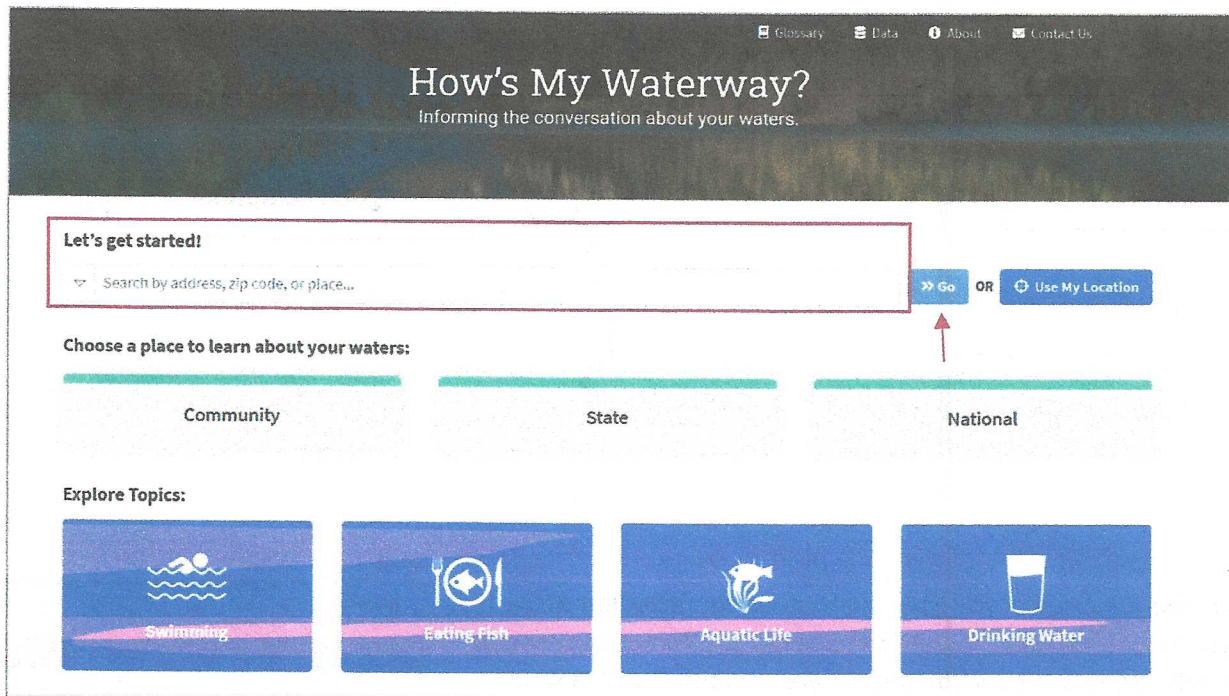 Glossary Data About Contact Us
How's My Waterway?
Informing the conversation about your waters.
Let's get started!
Search by address, zip code, or place...
Go OR Use My Location
Choose a place to learn about your waters:
Community State National
Explore Topics:
Swimming Eating Fish Aquatic Life Drinking Water